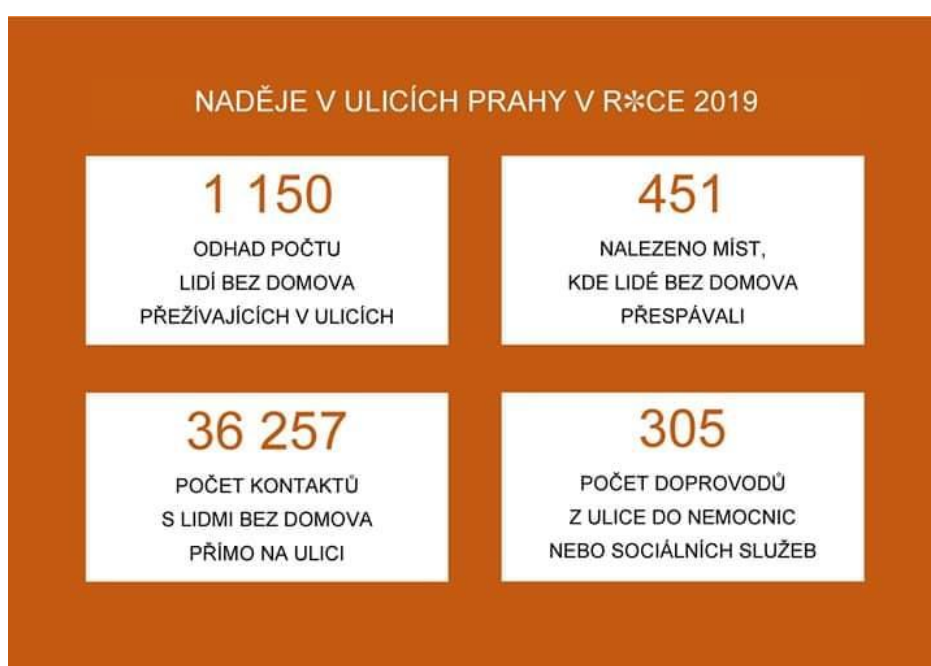 NADĚJE V ULICÍCH PRAHY V R✲CE 2019
1 150
ODHAD POČTU
LIDÍ BEZ DOMOVA
PŘEŽÍVAJÍCÍCH V ULICÍCH
451
NALEZENO MÍST,
KDE LIDÉ BEZ DOMOVA
PŘESPÁVALI
36 257
POČET KONTAKTŮ
S LIDMI BEZ DOMOVA
PŘÍMO NA ULICI
305
POČET DOPROVODŮ
Z ULICE DO NEMOCNIC
NEBO SOCIÁLNÍCH SLUŽEB